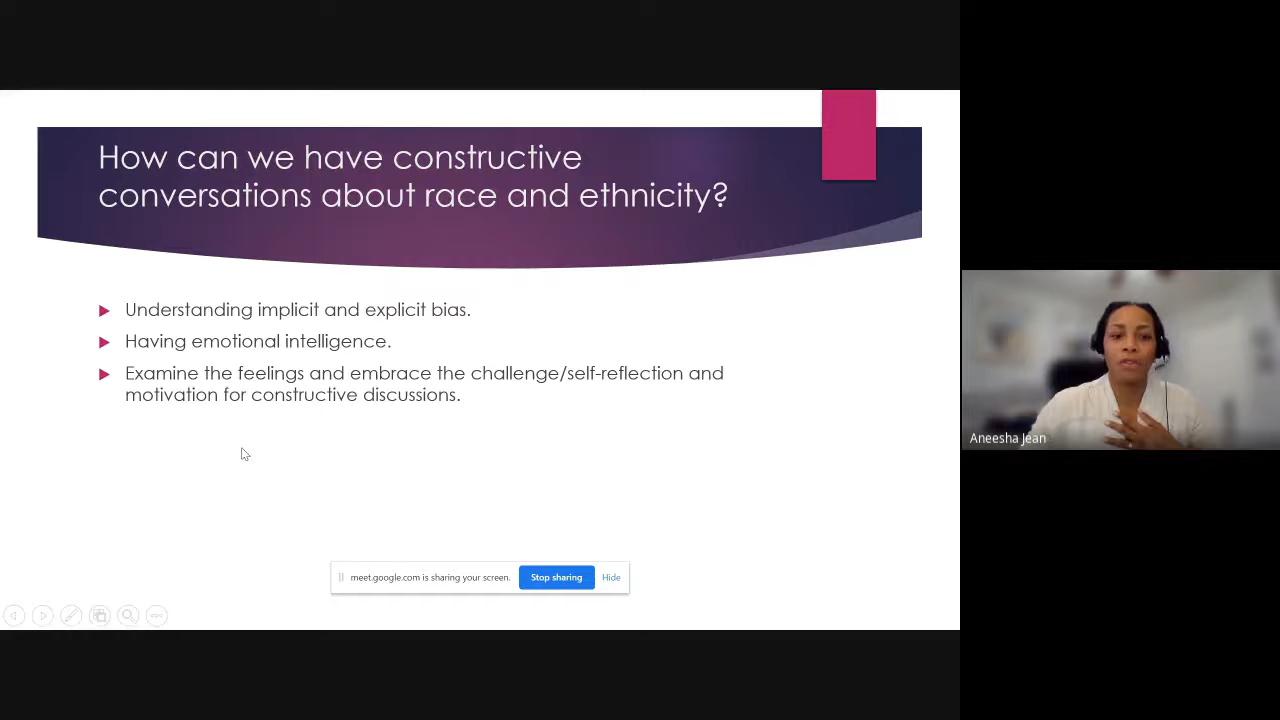 How can we have constructive
conversations about race and ethnicity?
Understanding implicit and explicit bias.
Having emotional intelligence.
Examine the feelings and embrace the challenge/self-reflection and
motivation for constructive discussions.
Aneesha Jean
meet.google.com is sharing your screen.
Stop sharing
Hide